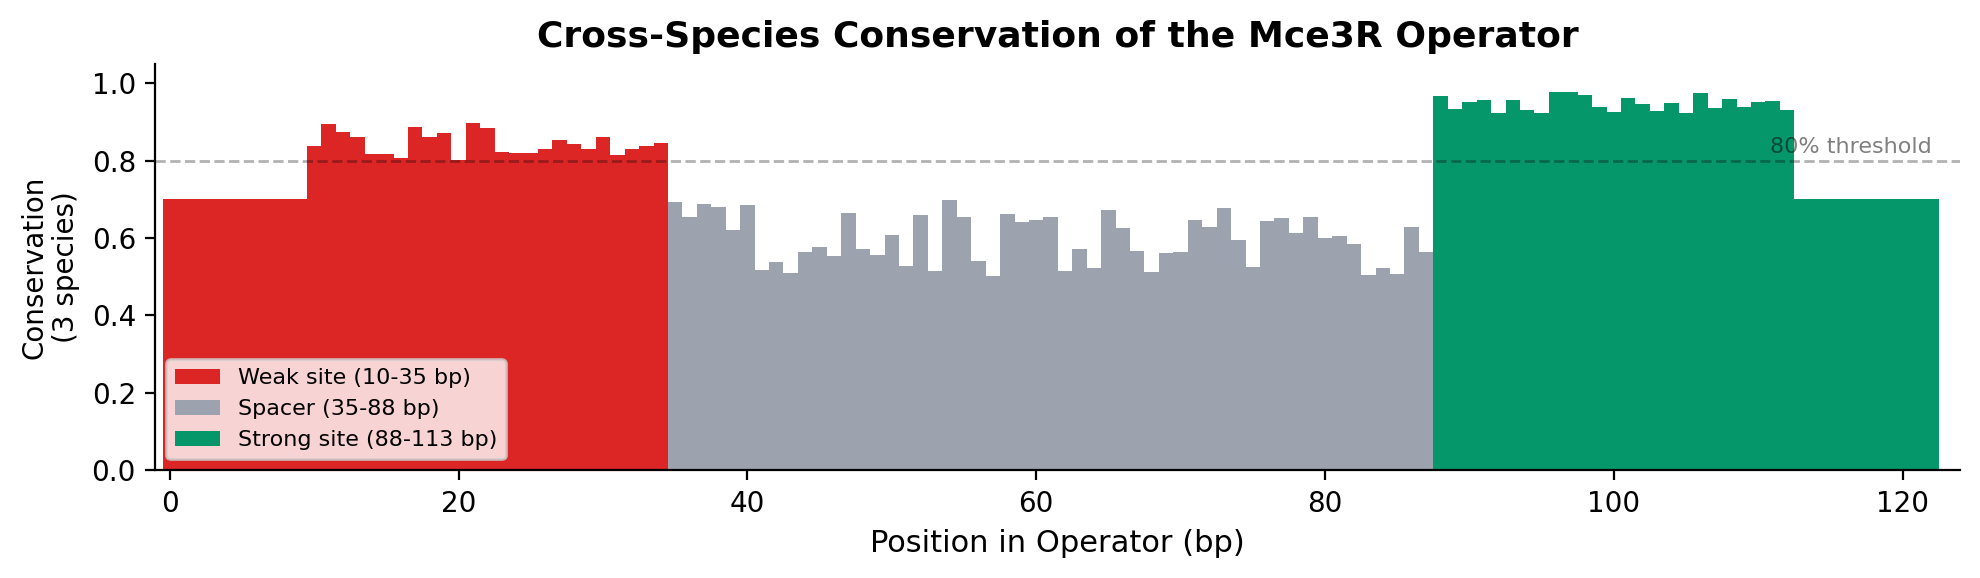 Cross-Species Conservation of the Mce3R Operator
Conservation
(3 species)
1.0
0.8
0.6
0.4
0.2
0.0
80% threshold
Weak site (10-35 bp)
Spacer (35-88 bp)
Strong site (88-113 bp)
0 20 40 60 80 100 120
Position in Operator (bp)